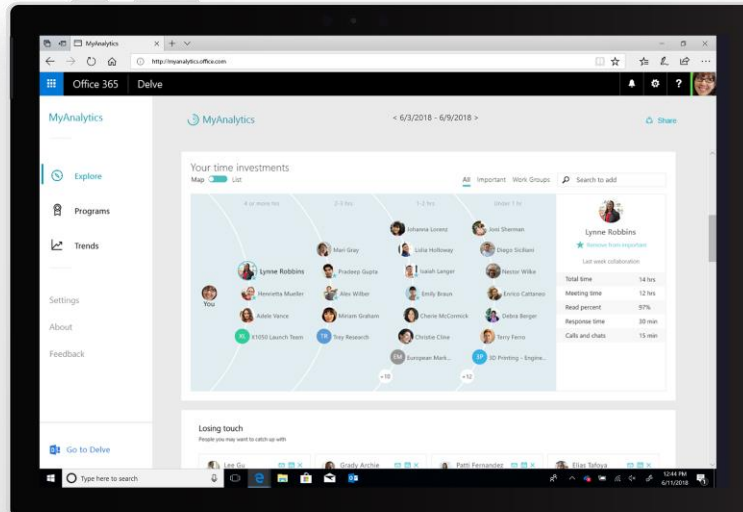 MyAnalytics
http://myanalytics.office.com
Office 365 Delve
?
MyAnalytics
MyAnalytics
< 6/3/2018 - 6/9/2018 >
Share
Explore
Programs
Trends
Settings
About
Feedback
Go to Delve
Your time investments
Map List
All Important Work Groups
Search to add
4 or more hrs 2-3 hrs 1-2 hrs Under 1 hr
You
Lynne Robbins
Henrietta Mueller
Adele Vance
XL X1050 Launch Team
Meri Gray
Pradeep Gupta
Alex Wilber
Miriam Graham
TR Trey Research
Johanna Lorenz
Lidia Holloway
Isaiah Langer
Emily Braun
Cherie McCormick
Christie Cline
EM European Mark...
+10
Joni Sherman
Diego Siciliani
Nestor Wilke
Enrico Cattaneo
Debra Berger
Terry Ferro
3P 3D Printing - Engine...
+12
Lynne Robbins
Remove from important
Last week collaboration
Total time 14 hrs
Meeting time 12 hrs
Read percent 97%
Response time 30 min
Calls and chats 15 min
Losing touch
People you may want to catch up with
Lee Gu
Grady Archie
Patti Fernandez
Elias Tafoya
Type here to search
12:44 PM
6/11/2018